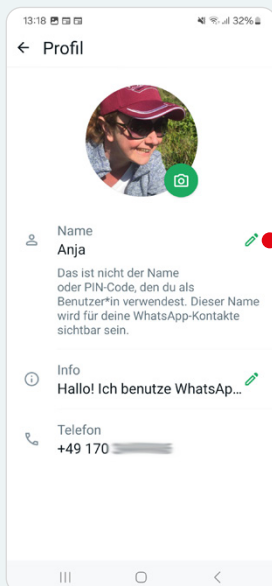 13:18 32%
Profil
Name
Anja
Das ist nicht der Name
oder PIN-Code, den du als
Benutzer*in verwendest. Dieser Name
wird für deine WhatsApp-Kontakte
sichtbar sein.
Info
Hallo! Ich benutze WhatsAp...
Telefon
+49 170